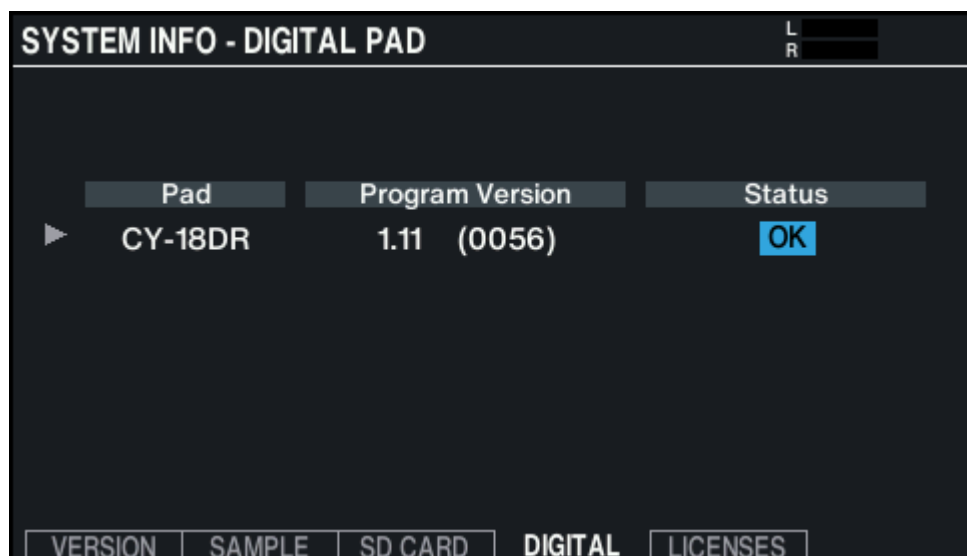 SYSTEM INFO - DIGITAL PAD
L
R
Pad Program Version Status
CY-18DR 1.11 (0056) OK
VERSION SAMPLE SD CARD DIGITAL LICENSES